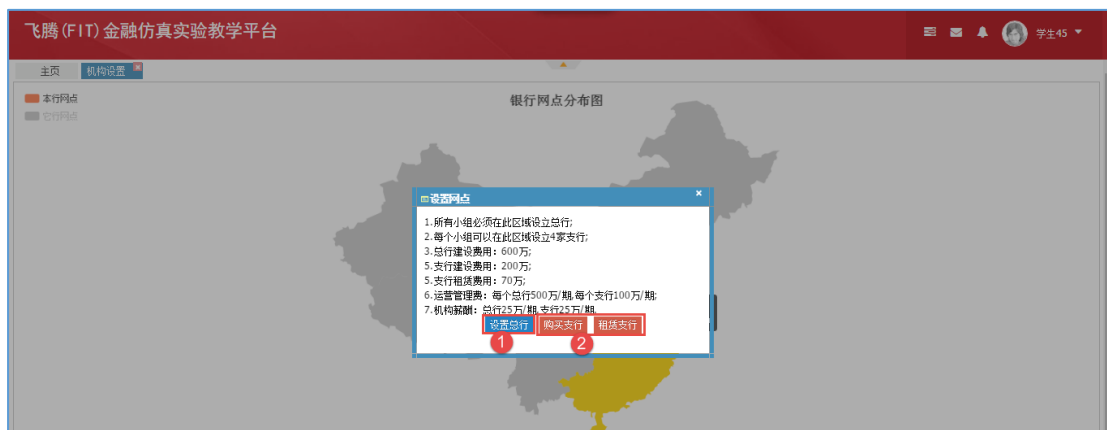 飞腾(FIT)金融仿真实验教学平台
学生45
主页 机构设置
本行网点
它行网点
银行网点分布图
设置网点
1.所有小组必须在此区域设立总行;
2.每个小组可以在此区域设立4家支行;
3.总行建设费用：600万;
5.支行建设费用：200万;
5.支行租赁费用：70万;
6.运营管理费：每个总行500万/期,每个支行100万/期;
7.机构薪酬：总行25万/期,支行25万/期.
设置总行 购买支行 租赁支行
1 2